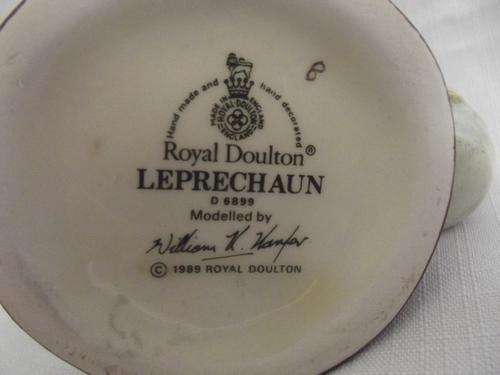 Hand made and hand decorated
MADE IN ENGLAND
ROYAL DOULTON
ENGLAND
Royal Doulton®
LEPRECHAUN
D 6899
Modelled by
William K. Harper
© 1989 ROYAL DOULTON